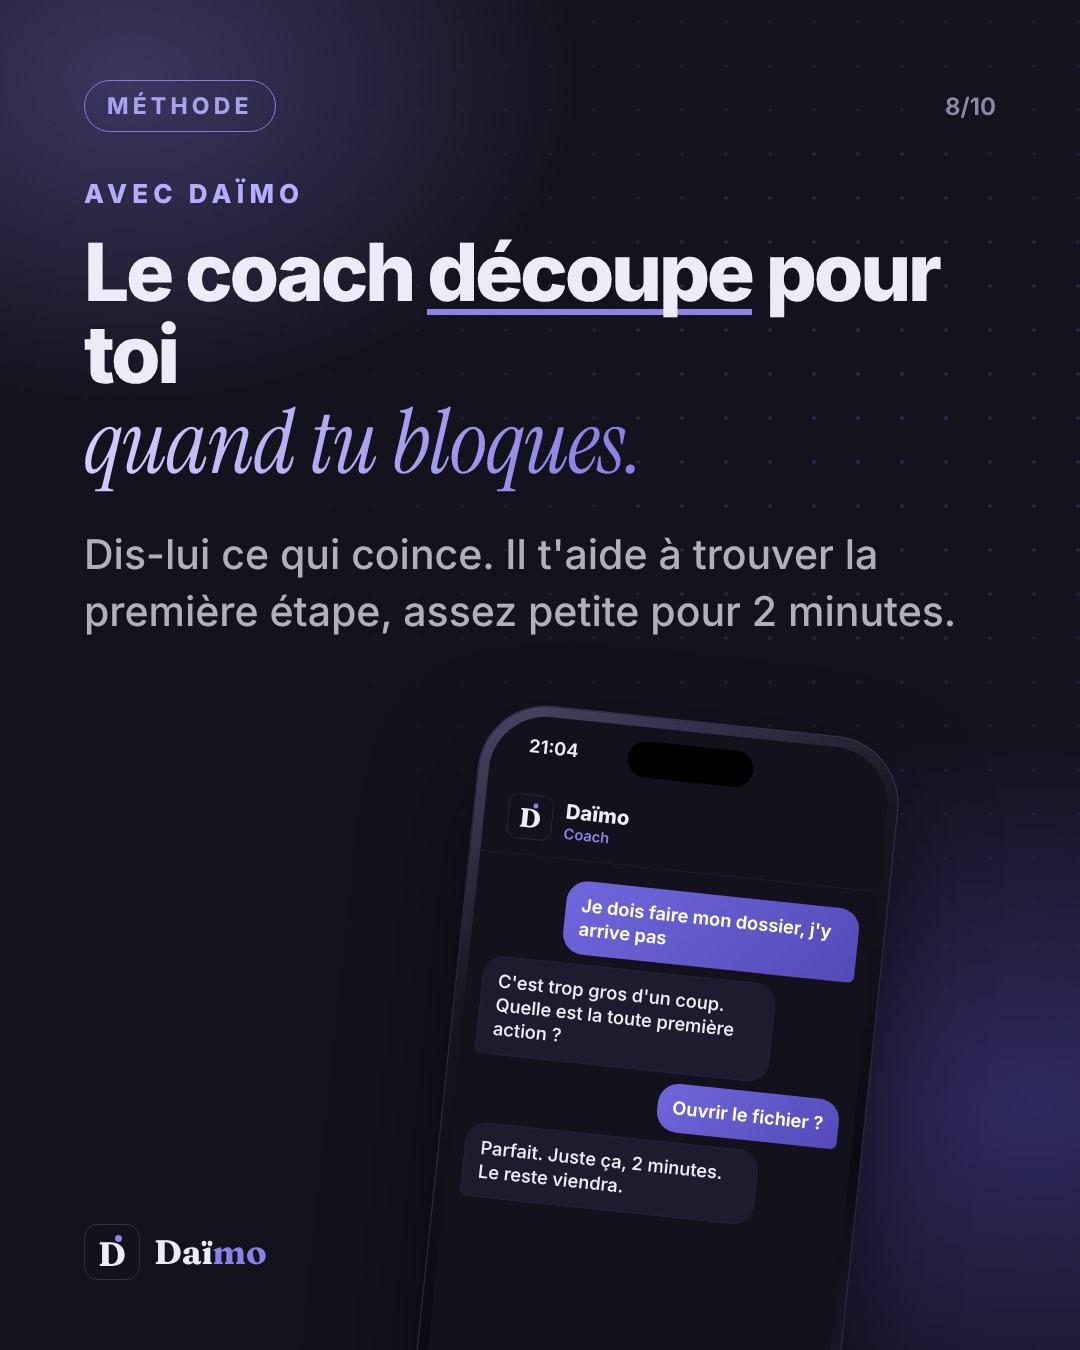 MÉTHODE
8/10
AVEC DAÏMO
Le coach découpe pour
toi
quand tu bloques.
Dis-lui ce qui coince. Il t'aide à trouver la
première étape, assez petite pour 2 minutes.
21:04
D
Daïmo
Coach
Je dois faire mon dossier, j'y
arrive pas
C'est trop gros d'un coup.
Quelle est la toute première
action ?
Ouvrir le fichier ?
Parfait. Juste ça, 2 minutes.
Le reste viendra.
D
Daïmo